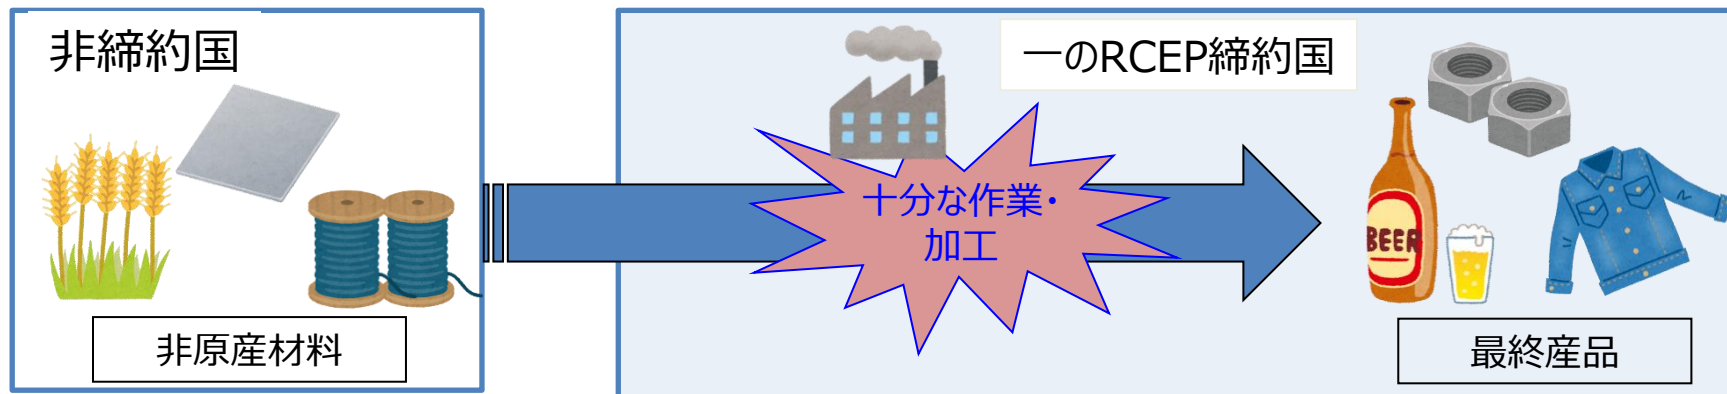 非締約国
一のRCEP締約国
十分な作業・
加工
BEER
非原産材料
最終産品